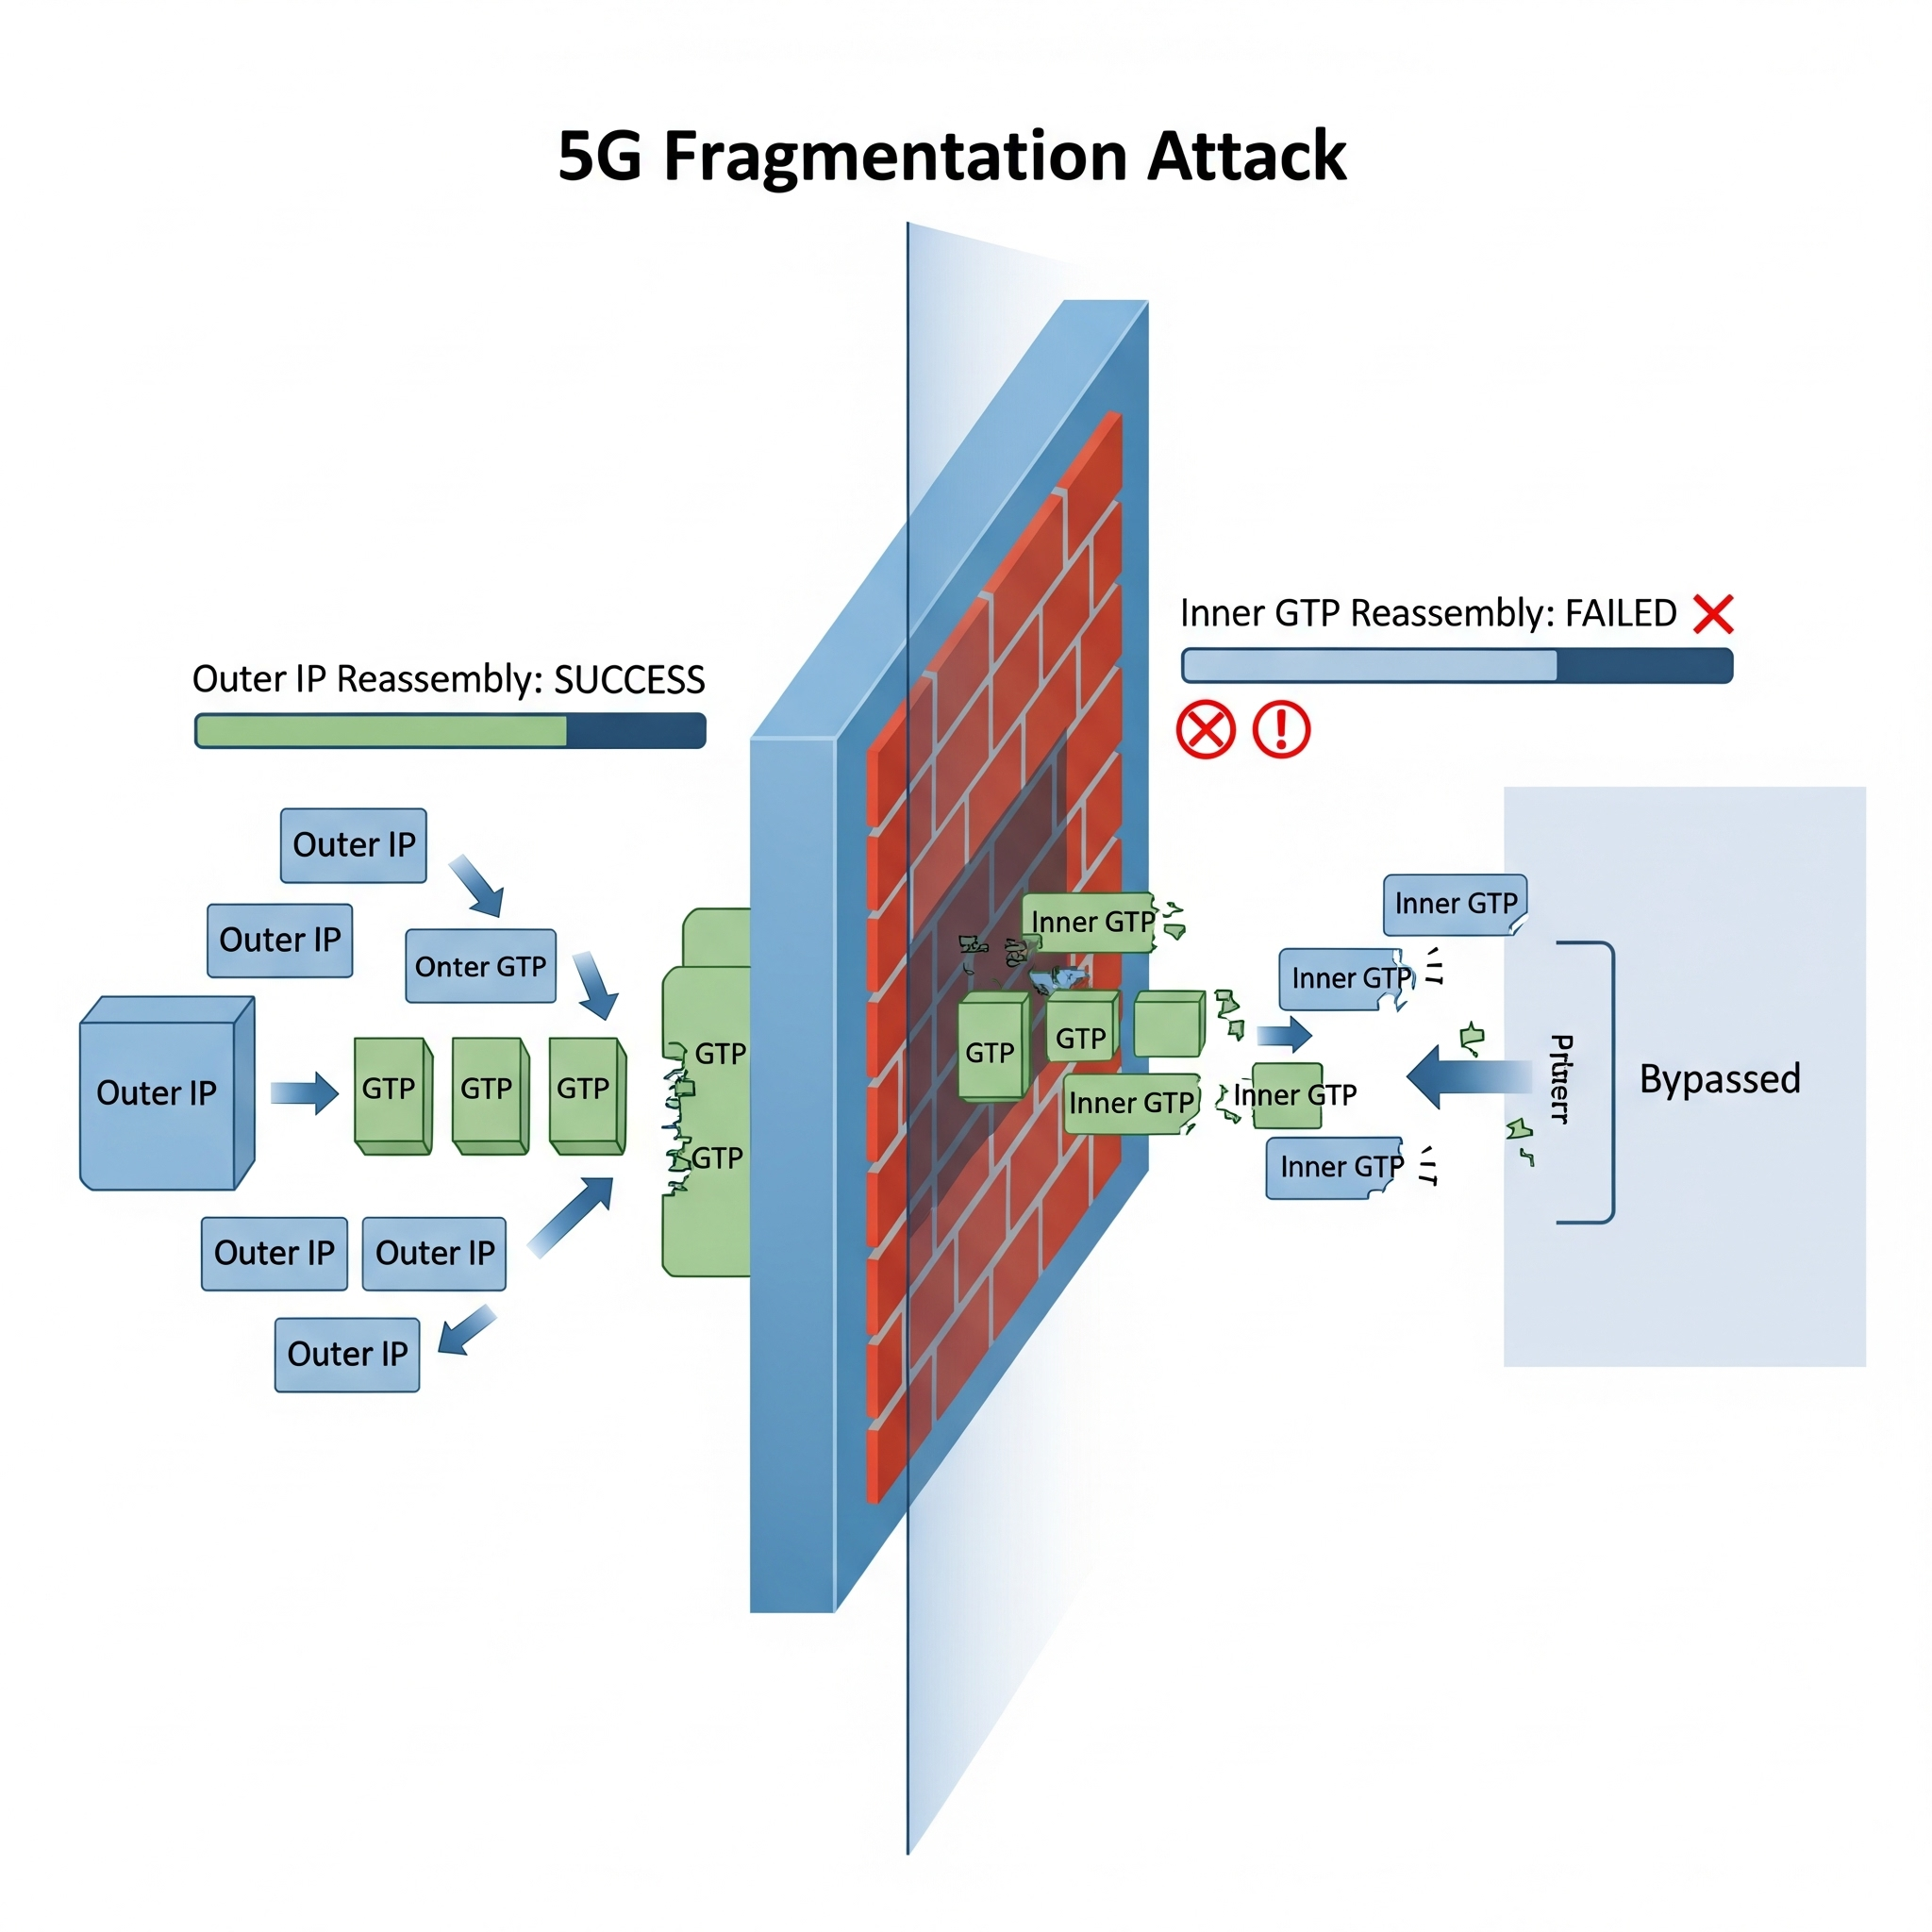 5G Fragmentation Attack
Inner GTP Reassembly: FAILED
Outer IP Reassembly: SUCCESS
Outer IP
Outer IP
Onter GTP
Outer IP
GTP
GTP
GTP
GTP
GTP
Outer IP
Outer IP
Outer IP
Inner GTP
GTP
GTP
Inner GTP
Inner GTP
Inner GTP
Inner GTP
Inner GTP
Bypassed